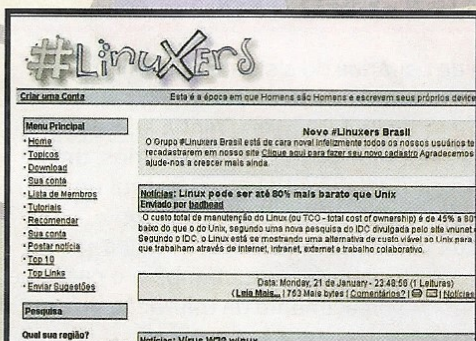 #LinuXers
Criar uma Conta
Esta é a época em que Homens são Homens e escrevem seus próprios device
Menu Principal
· Home
· Topicos
· Download
· Sua conta
· Lista de Membros
· Tutoriais
· Recomendar
· Sua conta
· Postar notícia
· Top 10
· Top Links
· Enviar Sugestões
Pesquisa
Qual sua região?
Novo #Linuxers Brasil
O Grupo #Linuxers Brasil está de cara nova! Infelizmente todos os nossos usuários te
recadastrarem em nosso site Clique aqui para fazer seu novo cadastro Agradecemos
ajude-nos a crescer mais ainda.
Notícias: Linux pode ser até 80% mais barato que Unix
Enviado por badhead
O custo total de manutenção do Linux (ou TCO - total cost of ownership) é de 45% a 80
baixo do que o do Unix, segundo uma nova pesquisa do IDC divulgada pelo site vnunet.
Segundo o IDC, o Linux está se mostrando uma alternativa de custo viável ao Unix para
que trabalham através de internet, intranet, extranet e trabalho colaborativo.
Data: Monday, 21 de January - 23:48:58 (1 Leituras)
(Leia Mais... | 753 Mais bytes | Comentários? | Notícias
Notícias: Vírus W32 winux